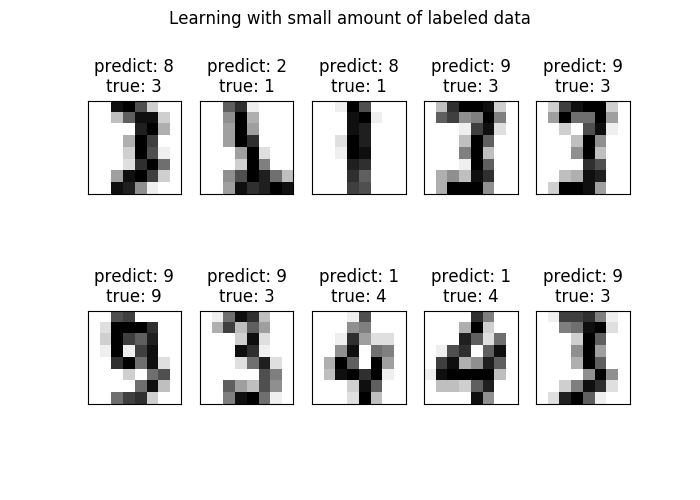 Learning with small amount of labeled data
predict: 8
true: 3
predict: 2
true: 1
predict: 8
true: 1
predict: 9
true: 3
predict: 9
true: 3
predict: 9
true: 9
predict: 9
true: 3
predict: 1
true: 4
predict: 1
true: 4
predict: 9
true: 3